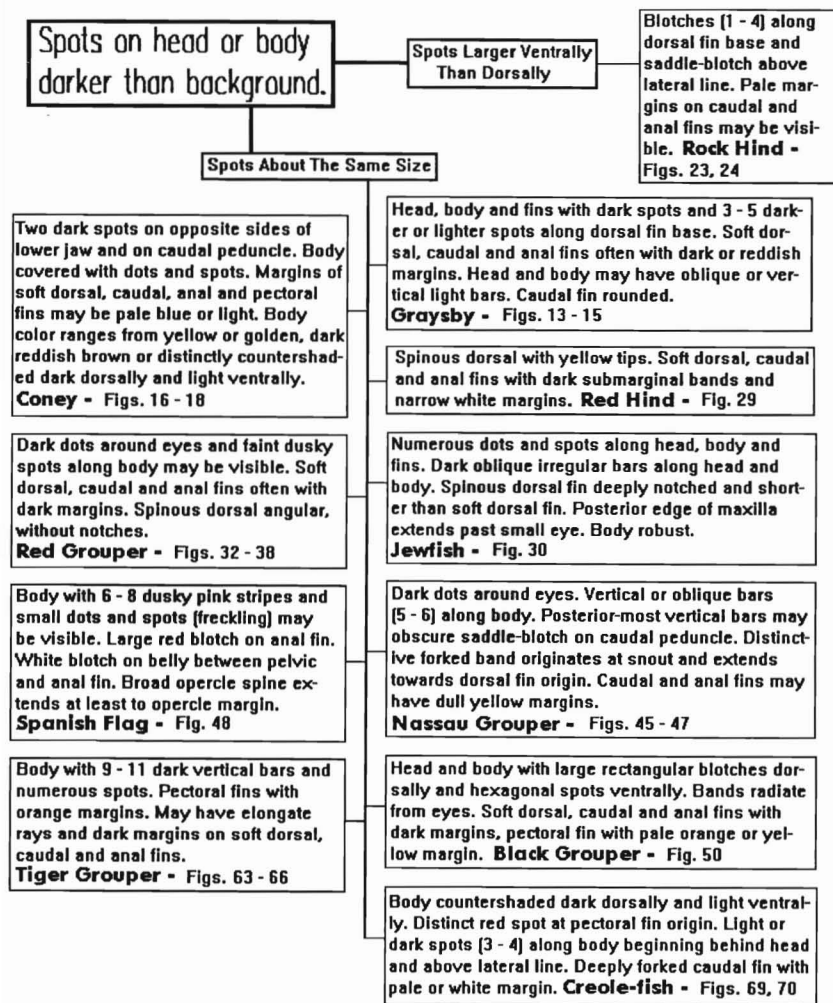 Spots on head or body
darker than background.
Spots Larger Ventrally
Than Dorsally
Blotches (1 - 4) along
dorsal fin base and
saddle-blotch above
lateral line. Pale mar-
gins on caudal and
anal fins may be visi-
ble. Rock Hind -
Figs. 23, 24
Spots About The Same Size
Two dark spots on opposite sides of
lower jaw and on caudal peduncle. Body
covered with dots and spots. Margins of
soft dorsal, caudal, anal and pectoral
fins may be pale blue or light. Body
color ranges from yellow or golden, dark
reddish brown or distinctly countershad-
ed dark dorsally and light ventrally.
Coney - Figs. 16 - 18
Head, body and fins with dark spots and 3 - 5 dark-
er or lighter spots along dorsal fin base. Soft dor-
sal, caudal and anal fins often with dark or reddish
margins. Head and body may have oblique or ver-
tical light bars. Caudal fin rounded.
Graysby - Figs. 13 - 15
Spinous dorsal with yellow tips. Soft dorsal, caudal
and anal fins with dark submarginal bands and
narrow white margins. Red Hind - Fig. 29
Dark dots around eyes and faint dusky
spots along body may be visible. Soft
dorsal, caudal and anal fins often with
dark margins. Spinous dorsal angular,
without notches.
Red Grouper - Figs. 32 - 38
Numerous dots and spots along head, body and
fins. Dark oblique irregular bars along head and
body. Spinous dorsal fin deeply notched and short-
er than soft dorsal fin. Posterior edge of maxilla
extends past small eye. Body robust.
Jewfish - Fig. 30
Body with 6 - 8 dusky pink stripes and
small dots and spots (freckling) may
be visible. Large red blotch on anal fin.
White blotch on belly between pelvic
and anal fin. Broad opercle spine ex-
tends at least to opercle margin.
Spanish Flag - Fig. 48
Dark dots around eyes. Vertical or oblique bars
(5 - 6) along body. Posterior-most vertical bars may
obscure saddle-blotch on caudal peduncle. Distinct-
ive forked band originates at snout and extends
towards dorsal fin origin. Caudal and anal fins may
have dull yellow margins.
Nassau Grouper - Figs. 45 - 47
Body with 9 - 11 dark vertical bars and
numerous spots. Pectoral fins with
orange margins. May have elongate
rays and dark margins on soft dorsal,
caudal and anal fins.
Tiger Grouper - Figs. 63 - 66
Head and body with large rectangular blotches dor-
sally and hexagonal spots ventrally. Bands radiate
from eyes. Soft dorsal, caudal and anal fins with
dark margins, pectoral fin with pale orange or yel-
low margin. Black Grouper - Fig. 50
Body countershaded dark dorsally and light ventral-
ly. Distinct red spot at pectoral fin origin. Light or
dark spots (3 - 4) along body beginning behind head
and above lateral line. Deeply forked caudal fin with
pale or white margin. Creole-fish - Figs. 69, 70